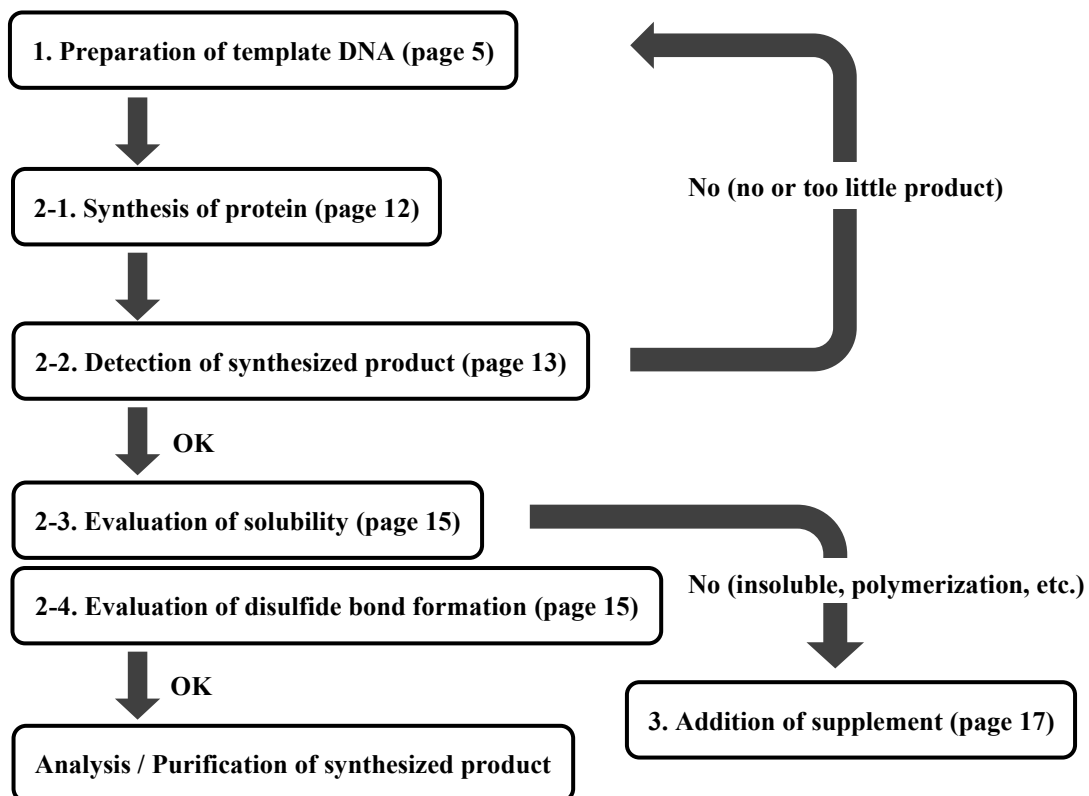 1. Preparation of template DNA (page 5)
No (no or too little product)
2-1. Synthesis of protein (page 12)
2-2. Detection of synthesized product (page 13)
OK
2-3. Evaluation of solubility (page 15)
2-4. Evaluation of disulfide bond formation (page 15)
No (insoluble, polymerization, etc.)
OK
3. Addition of supplement (page 17)
Analysis / Purification of synthesized product